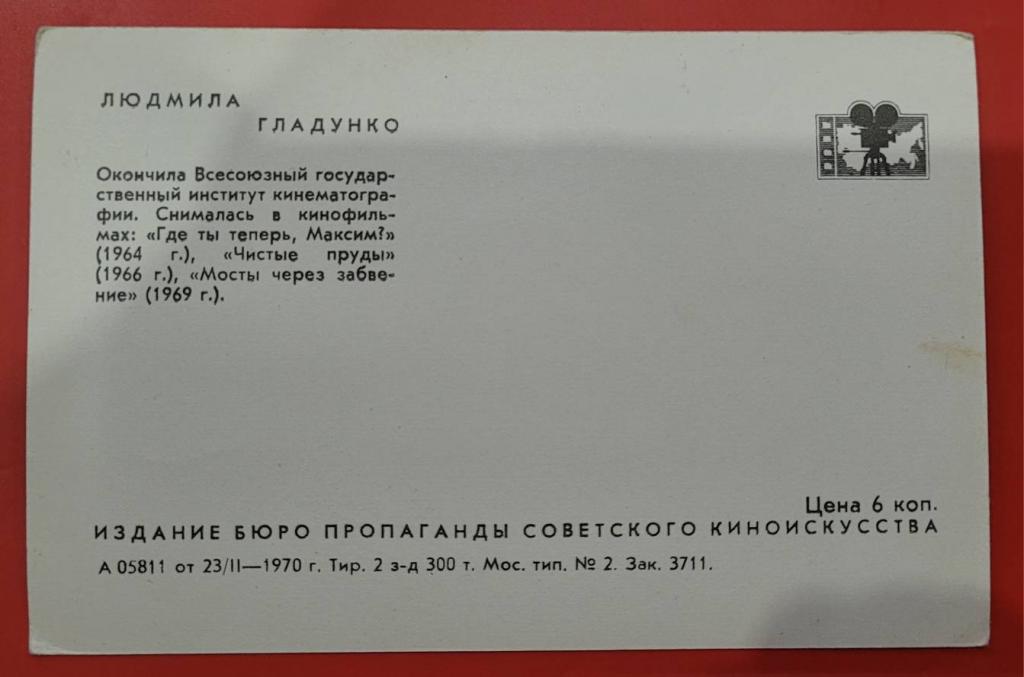 ЛЮДМИЛА
ГЛАДУНКО
Окончила Всесоюзный государ-
ственный институт кинематогра-
фии. Снималась в кинофиль-
мах: «Где ты теперь, Максим?»
(1964 г.), «Чистые пруды»
(1966 г.), «Мосты через забве-
ние» (1969 г.).
Цена 6 коп.
ИЗДАНИЕ БЮРО ПРОПАГАНДЫ СОВЕТСКОГО КИНОИСКУССТВА
А 05811 от 23/II—1970 г. Тир. 2 з-д 300 т. Мос. тип. № 2. Зак. 3711.